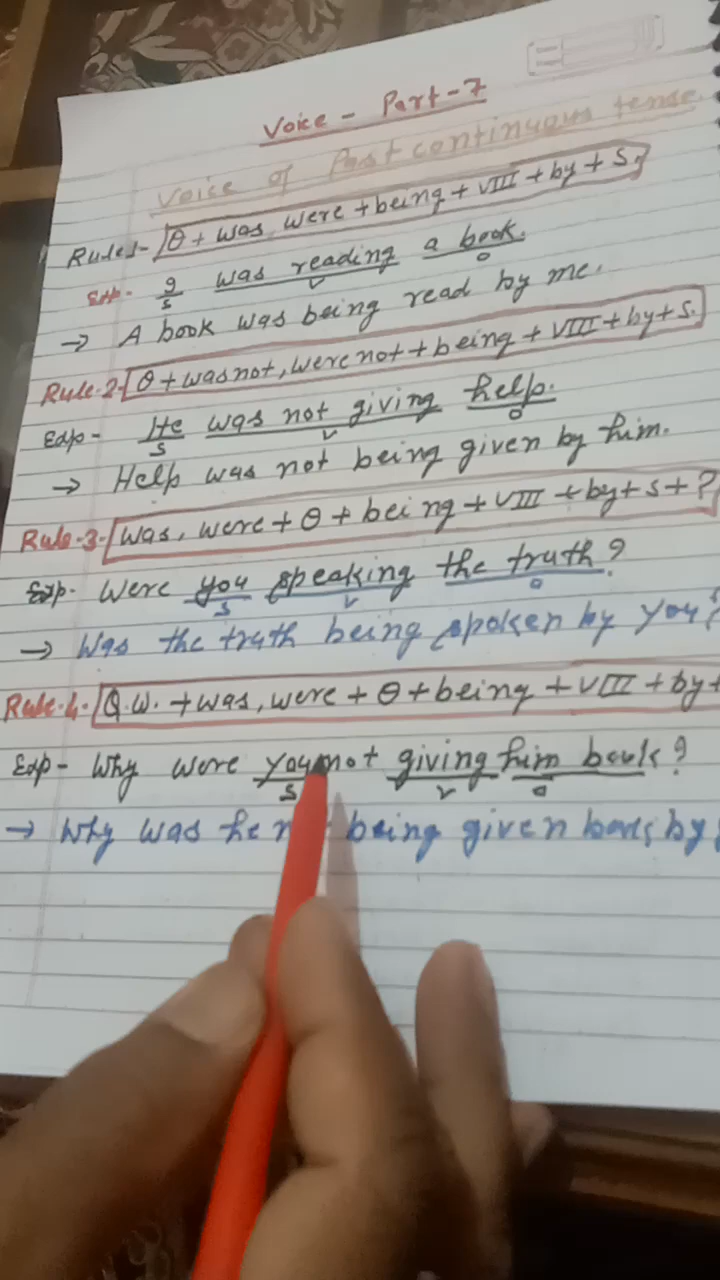 Voice - Part-7
Voice of Past continuous tense.
Rule1- O + was, were + being + VIII + by + S.
Exp. I was reading a book.
S V O
→ A book was being read by me.
Rule-2- O + was not, were not + being + VIII + by + S.
Exp - He was not giving help.
S V O
→ Help was not being given by him.
Rule-3- Was, were + O + being + VIII + by + S + ?
Exp. Were you speaking the truth?
S V O
→ Was the truth being spoken by you?
Rule-4. Q.W. + was, were + O + being + VIII + by +
Exp - Why were you not giving him book?
S V O
→ Why was he being given by